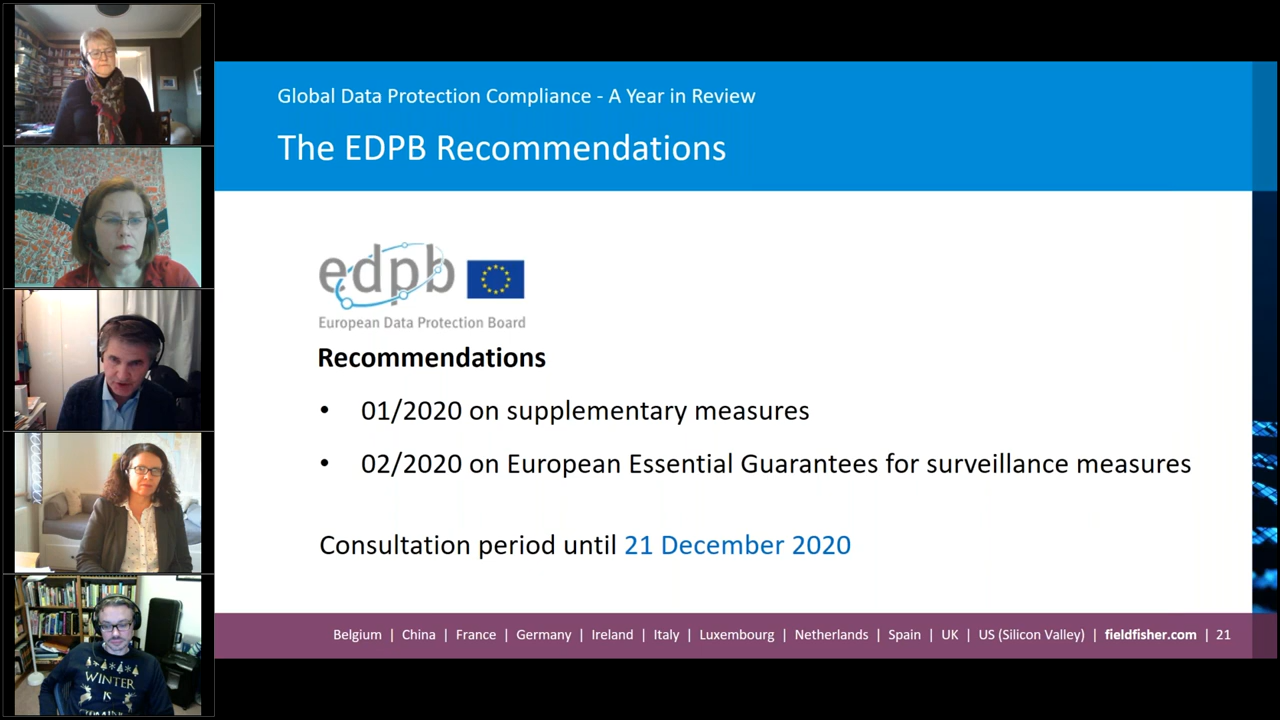 Global Data Protection Compliance - A Year in Review
The EDPB Recommendations
edpb
European Data Protection Board
Recommendations
• 01/2020 on supplementary measures
• 02/2020 on European Essential Guarantees for surveillance measures
Consultation period until 21 December 2020
Belgium | China | France | Germany | Ireland | Italy | Luxembourg | Netherlands | Spain | UK | US (Silicon Valley) | fieldfisher.com | 21
WINTER
IS